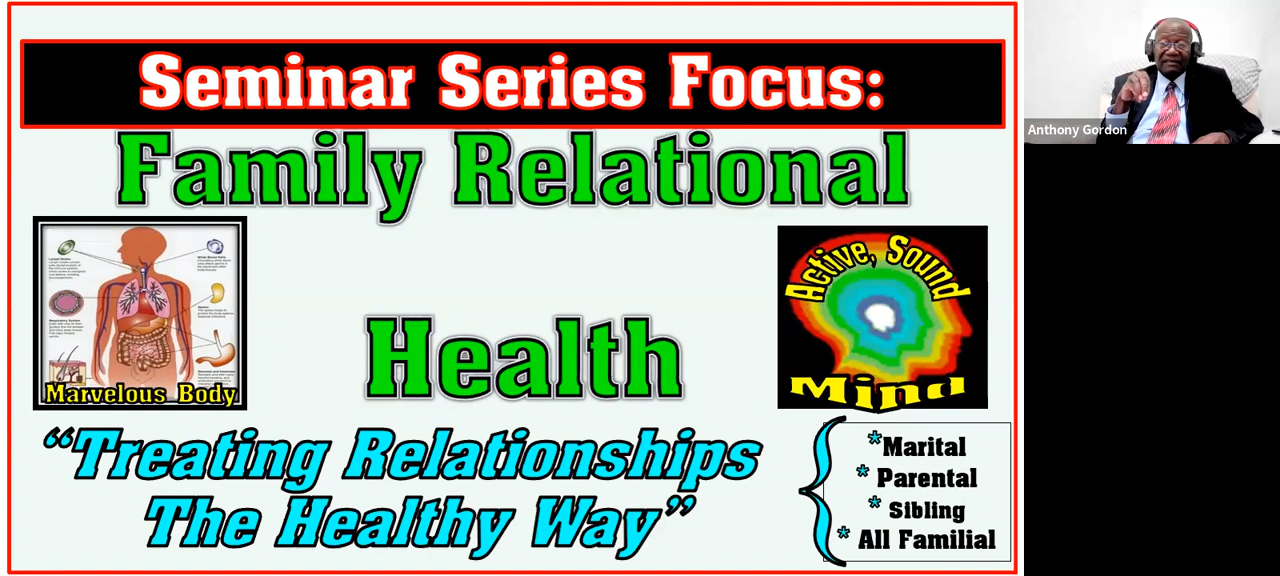 Seminar Series Focus:
Family Relational
Health
Marvelous Body
Active, Sound
Mind
“Treating Relationships
The Healthy Way”
*Marital
* Parental
* Sibling
* All Familial
Anthony Gordon